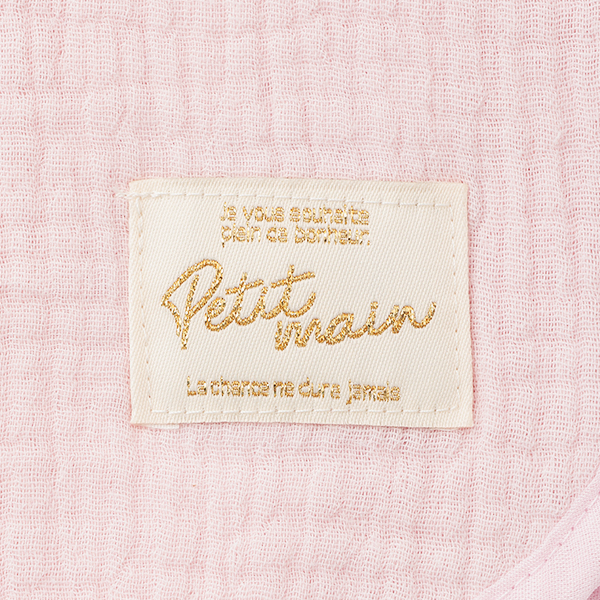 Je vous souhaite
plein de bonheur
Petit
main
La chance ne dure jamais